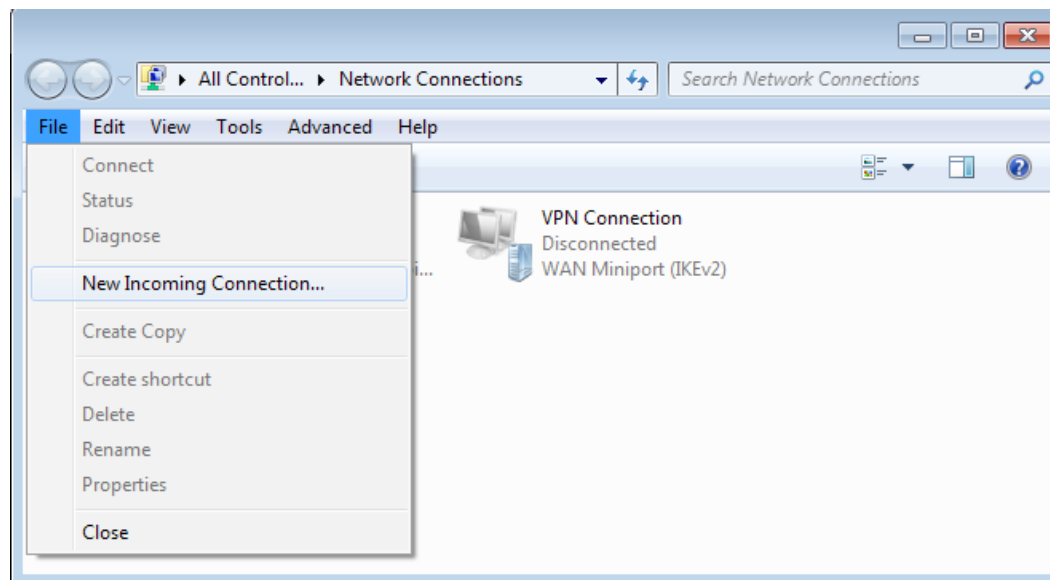 All Control... Network Connections
Search Network Connections
File Edit View Tools Advanced Help
Connect
Status
Diagnose
New Incoming Connection...
Create Copy
Create shortcut
Delete
Rename
Properties
Close
VPN Connection
Disconnected
WAN Miniport (IKEv2)